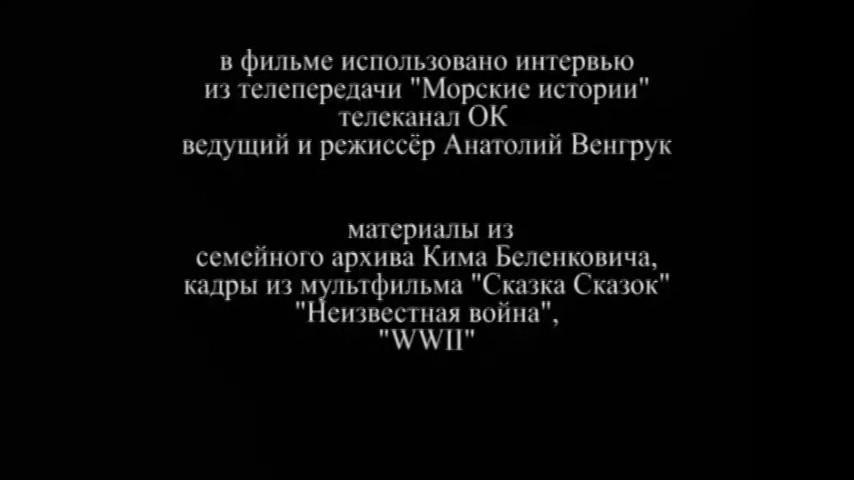 в фильме использовано интервью
из телепередачи "Морские истории"
телеканал ОК
ведущий и режиссёр Анатолий Венгрук
материалы из
семейного архива Кима Беленковича,
кадры из мультфильма "Сказка Сказок"
"Неизвестная война",
"WWII"